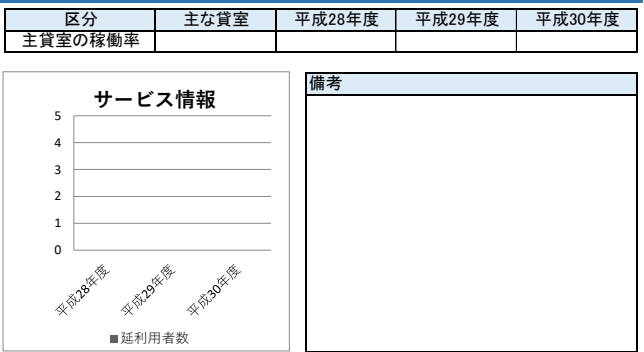 区分 主な貸室 平成28年度 平成29年度 平成30年度
主貸室の稼働率
サービス情報
5
4
3
2
1
0
平成28年度 平成29年度 平成30年度
■延利用者数
備考